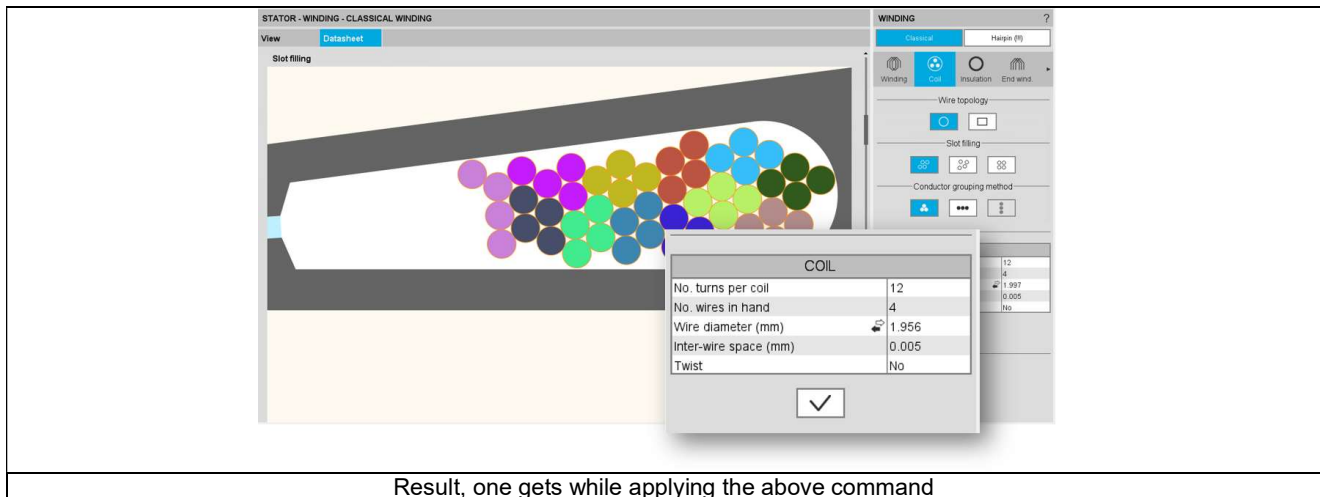 STATOR - WINDING - CLASSICAL WINDING
View Datasheet
Slot filling
WINDING ?
Classical Hairpin (!!!)
Winding Coil Insulation End wind.
Wire topology
Slot filling
Conductor grouping method
12
4
1.997
0.005
No
COIL
No. turns per coil 12
No. wires in hand 4
Wire diameter (mm) 1.956
Inter-wire space (mm) 0.005
Twist No
Result, one gets while applying the above command